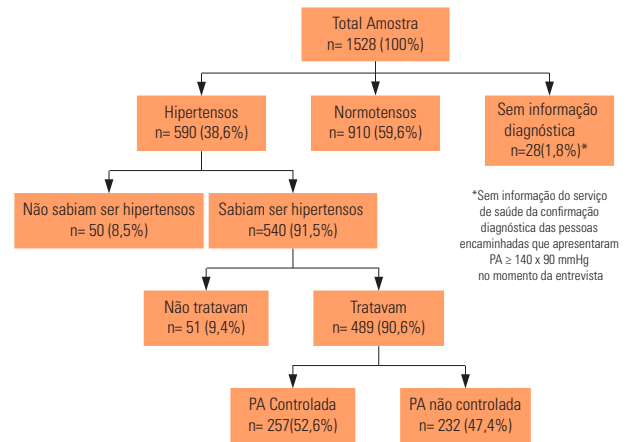 Total Amostra
n= 1528 (100%)
Hipertensos
n= 590 (38,6%)
Normotensos
n= 910 (59,6%)
Sem informação
diagnóstica
n=28(1,8%)*
Não sabiam ser hipertensos
n= 50 (8,5%)
Sabiam ser hipertensos
n=540 (91,5%)
*Sem informação do serviço
de saúde da confirmação
diagnóstica das pessoas
encaminhadas que apresentaram
PA ≥ 140 x 90 mmHg
no momento da entrevista
Não tratavam
n= 51 (9,4%)
Tratavam
n= 489 (90,6%)
PA Controlada
n= 257(52,6%)
PA não controlada
n= 232 (47,4%)